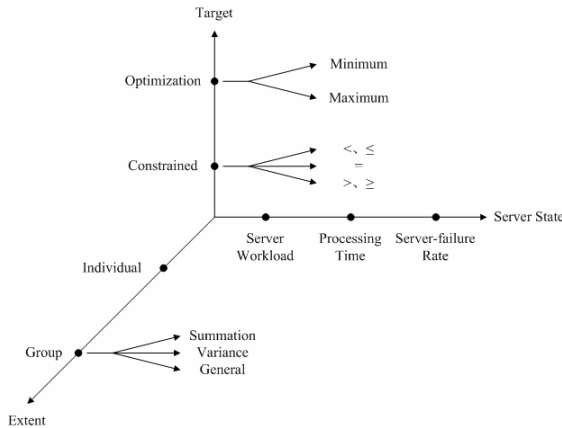 Target
Optimization
Minimum
Maximum
Constrained
<、≤
=
>、≥
Server State
Server
Workload
Processing
Time
Server-failure
Rate
Individual
Group
Summation
Variance
General
Extent